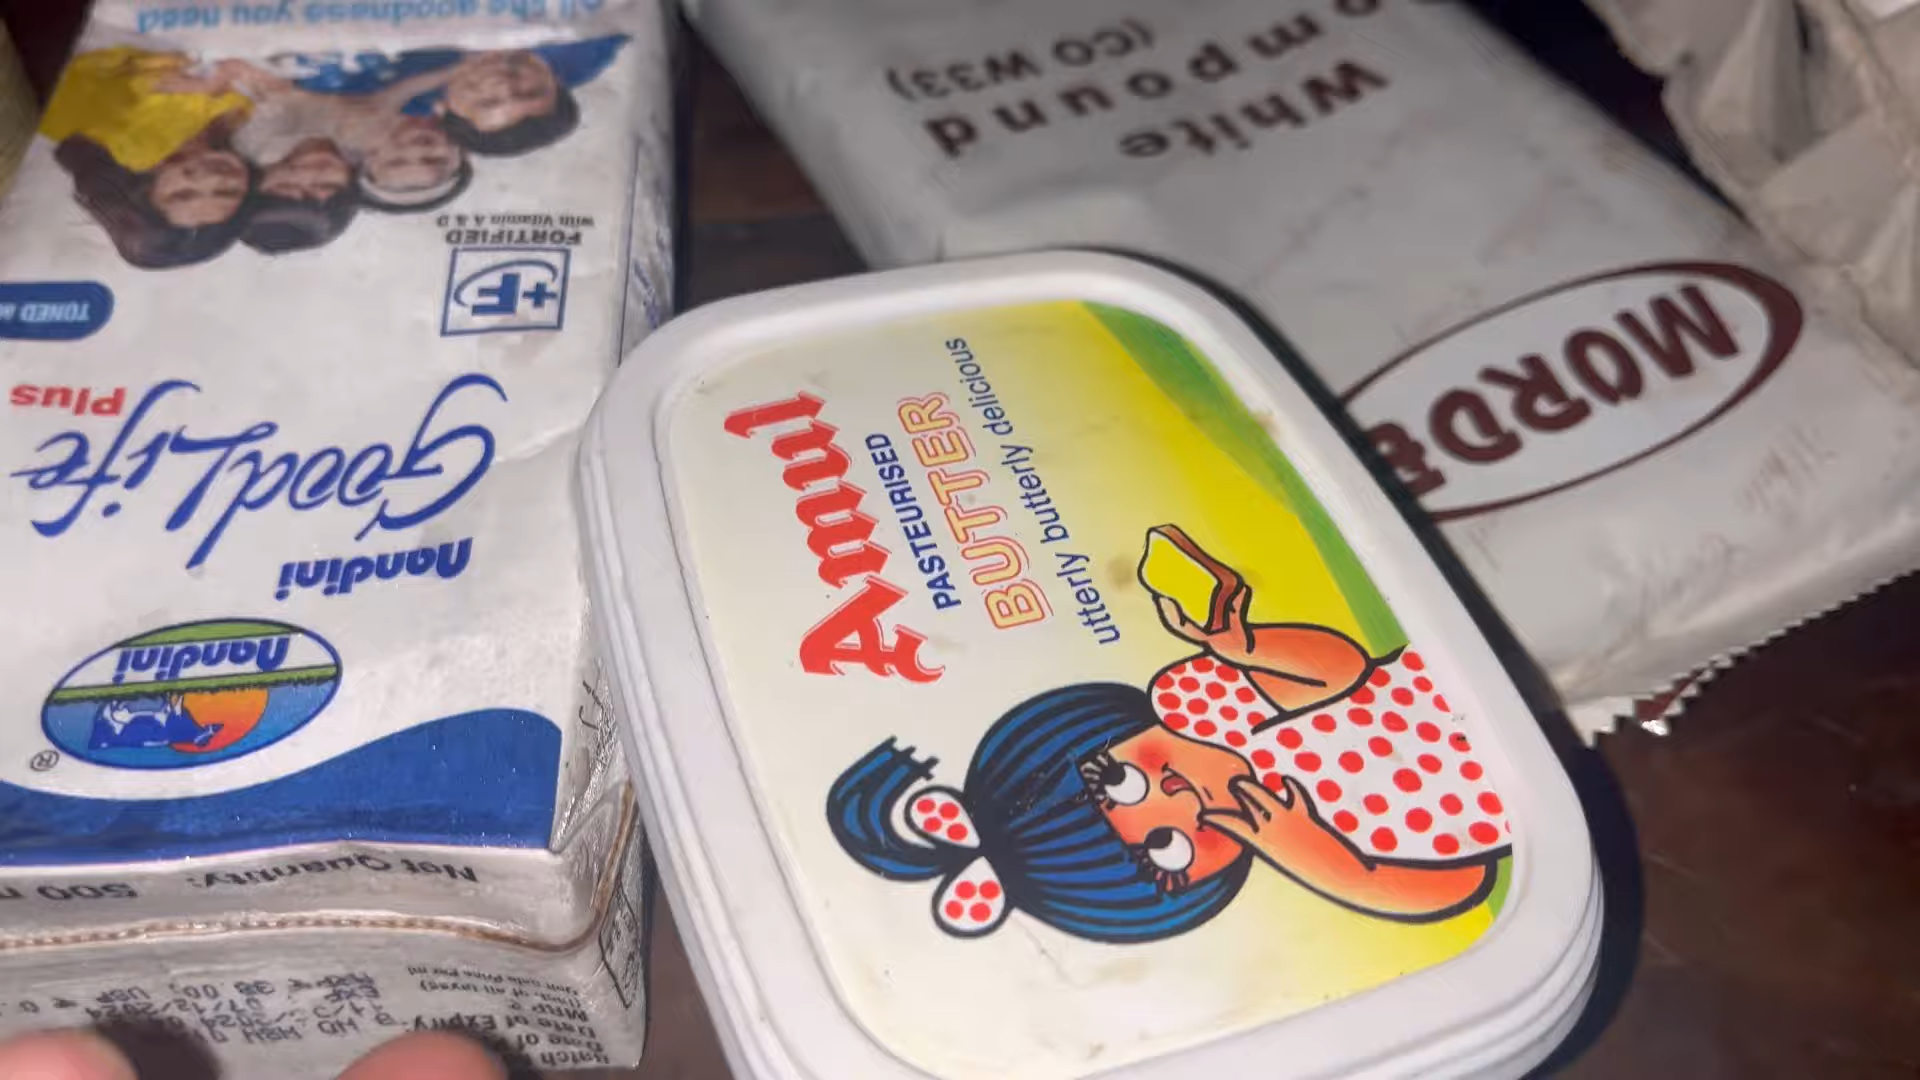 All the goodness you need
FORTIFIED
with Vitamin A & D
+F
TONED
GoodLife
Plus
nandini
nandini
®
Net Quantity: 500
Amul
PASTEURISED
BUTTER
utterly butterly delicious
MORDE
White
Compound
(CO W33)